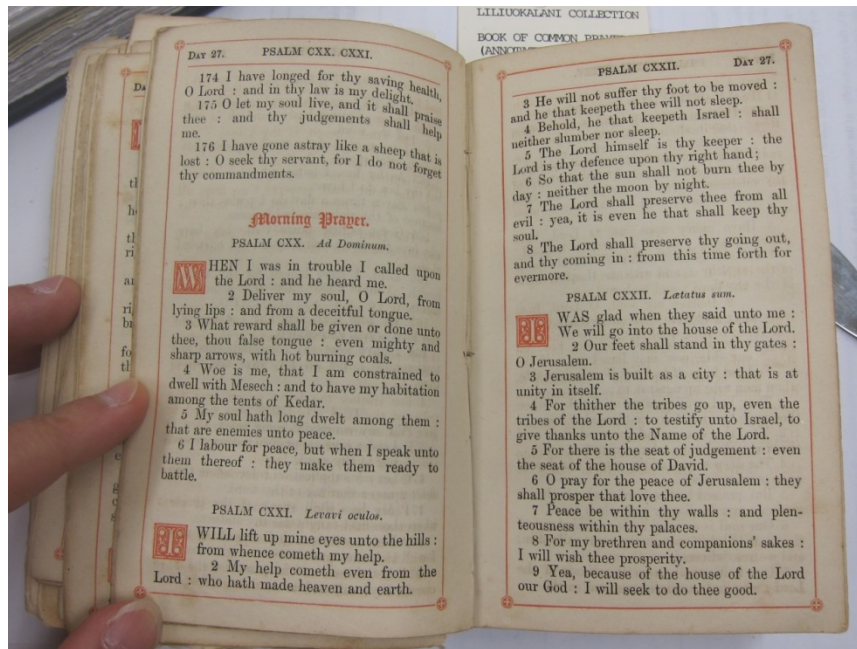 LILIUOKALANI COLLECTION
BOOK OF COMMON
DAY 27. PSALM CXX. CXXI.
174 I have longed for thy saving health,
O Lord : and in thy law is my delight.
175 O let my soul live, and it shall praise
thee : and thy judgements shall help
me.
176 I have gone astray like a sheep that is
lost : O seek thy servant, for I do not forget
thy commandments.
Morning Prayer.
PSALM CXX. Ad Dominum.
WHEN I was in trouble I called upon
the Lord : and he heard me.
2 Deliver my soul, O Lord, from
lying lips : and from a deceitful tongue.
3 What reward shall be given or done unto
thee, thou false tongue : even mighty and
sharp arrows, with hot burning coals.
4 Woe is me, that I am constrained to
dwell with Mesech : and to have my habitation
among the tents of Kedar.
5 My soul hath long dwelt among them :
that are enemies unto peace.
6 I labour for peace, but when I speak unto
them thereof : they make them ready to
battle.
PSALM CXXI. Levavi oculos.
I WILL lift up mine eyes unto the hills :
from whence cometh my help.
2 My help cometh even from the
Lord : who hath made heaven and earth.
PSALM CXXII. DAY 27.
3 He will not suffer thy foot to be moved :
and he that keepeth thee will not sleep.
4 Behold, he that keepeth Israel : shall
neither slumber nor sleep.
5 The Lord himself is thy keeper : the
Lord is thy defence upon thy right hand;
6 So that the sun shall not burn thee by
day : neither the moon by night.
7 The Lord shall preserve thee from all
evil : yea, it is even he that shall keep thy
soul.
8 The Lord shall preserve thy going out,
and thy coming in : from this time forth for
evermore.
PSALM CXXII. Lætatus sum.
I WAS glad when they said unto me :
We will go into the house of the Lord.
2 Our feet shall stand in thy gates :
O Jerusalem.
3 Jerusalem is built as a city : that is at
unity in itself.
4 For thither the tribes go up, even the
tribes of the Lord : to testify unto Israel, to
give thanks unto the Name of the Lord.
5 For there is the seat of judgement : even
the seat of the house of David.
6 O pray for the peace of Jerusalem : they
shall prosper that love thee.
7 Peace be within thy walls : and plen-
teousness within thy palaces.
8 For my brethren and companions' sakes :
I will wish thee prosperity.
9 Yea, because of the house of the Lord
our God : I will seek to do thee good.